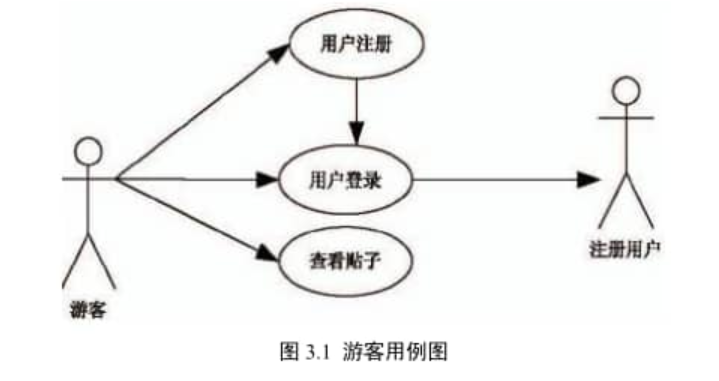 用户注册
用户登录
查看贴子
游客
注册用户
图 3.1 游客用例图